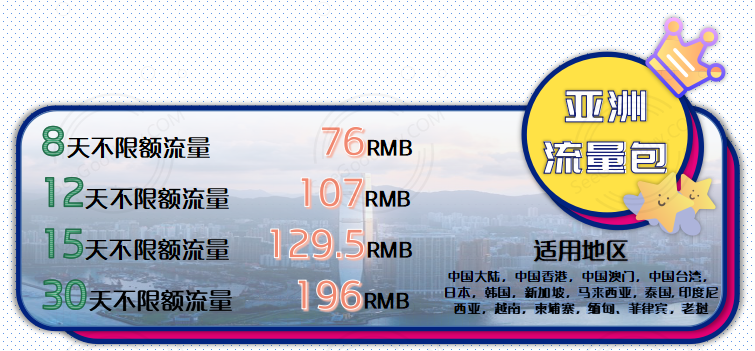 亚洲
流量包
8天不限额流量 76RMB
12天不限额流量 107RMB
15天不限额流量 129.5RMB
30天不限额流量 196RMB
适用地区
中国大陆，中国香港，中国澳门，中国台湾，
日本，韩国，新加坡，马来西亚，泰国，印度尼
西亚，越南，柬埔寨，缅甸、菲律宾，老挝